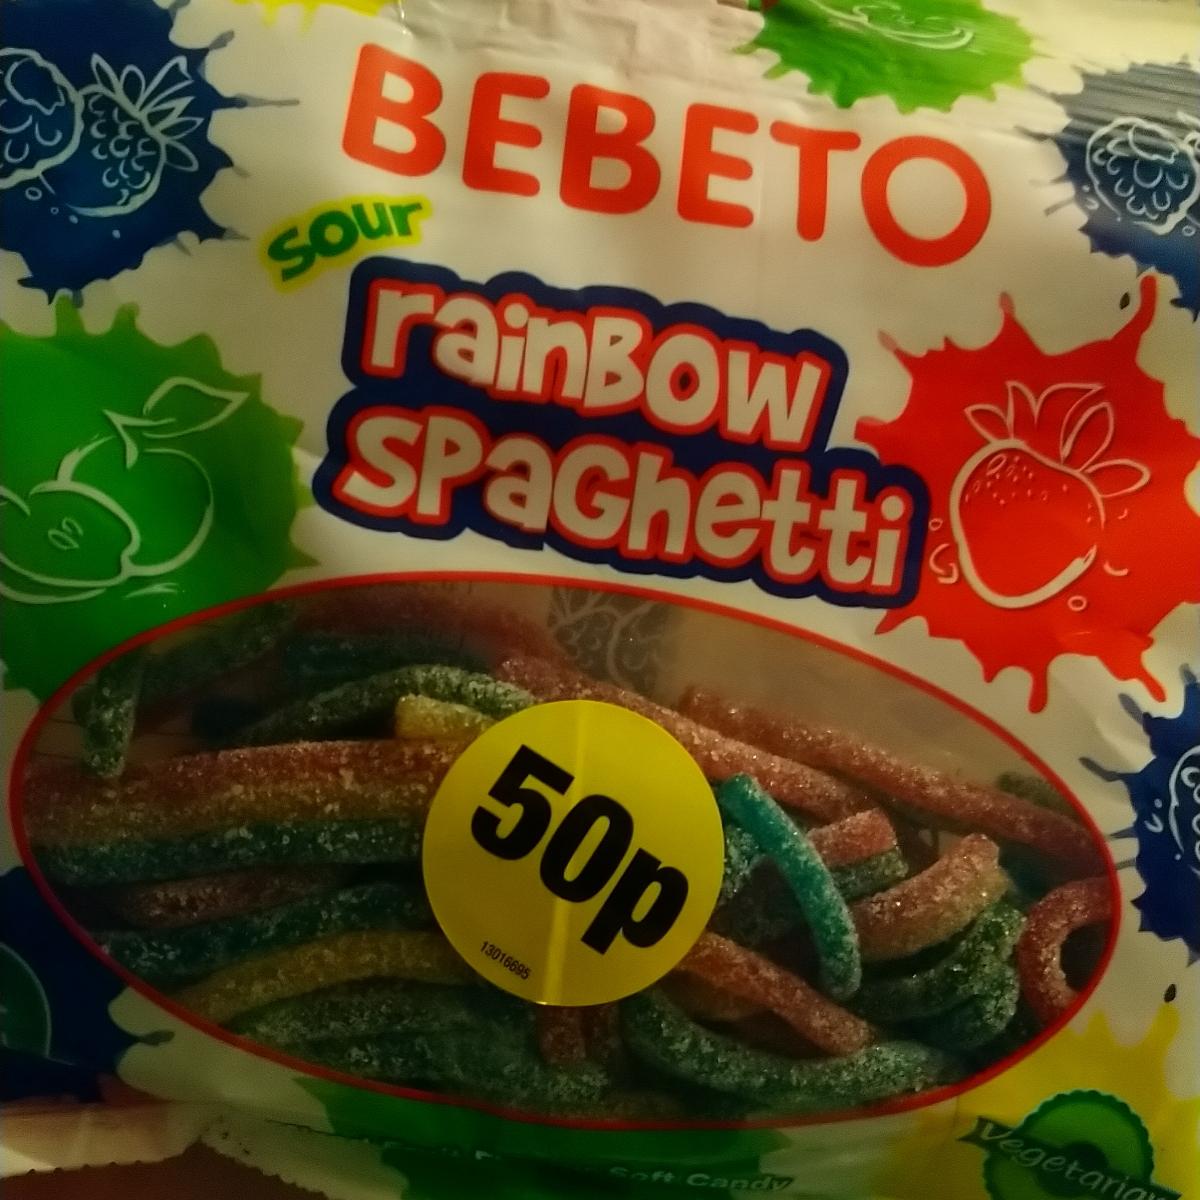 BEBETO
sour
rainBOW
SPaGhetti
50p
13016695
Soft Candy
Vegetarian